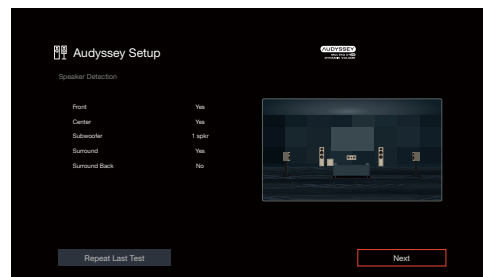 Audyssey Setup
AUDYSSEY
Speaker Detection
Front Yes
Center Yes
Subwoofer 1 spkr
Surround Yes
Surround Back No
Repeat Last Test
Next